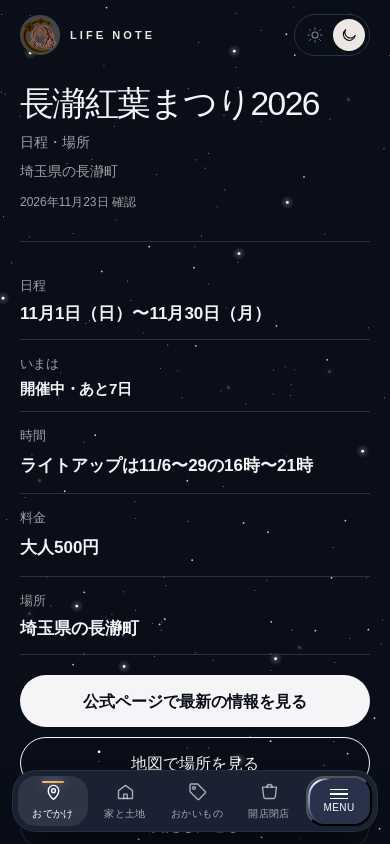 LIFE NOTE
長瀞紅葉まつり2026
日程・場所
埼玉県の長瀞町
2026年11月23日 確認
日程
11月1日（日）〜11月30日（月）
いまは
開催中・あと7日
時間
ライトアップは11/6〜29の16時〜21時
料金
大人500円
場所
埼玉県の長瀞町
公式ページで最新の情報を見る
地図で場所を見る
おでかけ
家と土地
おかいもの
開店閉店
MENU